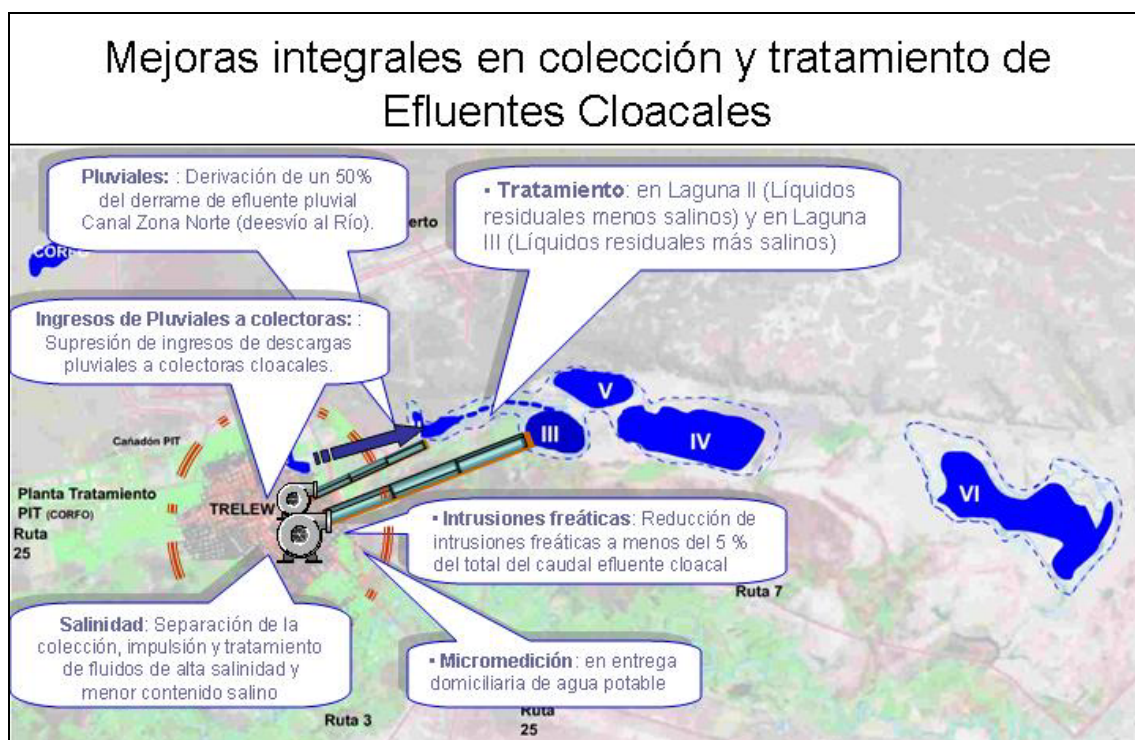 Mejoras integrales en colección y tratamiento de
Efluentes Cloacales
Pluviales: : Derivación de un 50%
del derrame de efluente pluvial
Canal Zona Norte (deesvío al Río).
erto
• Tratamiento: en Laguna II (Líquidos
residuales menos salinos) y en Laguna
III (Líquidos residuales más salinos)
CORFO
Ingresos de Pluviales a colectoras: :
Supresión de ingresos de descargas
pluviales a colectoras cloacales.
V
III
IV
VI
Cañadón PIT
Planta Tratamiento
PIT (CORFO)
Ruta
25
TRELEW
• Intrusiones freáticas: Reducción de
intrusiones freáticas a menos del 5 %
del total del caudal efluente cloacal
Ruta 7
Salinidad: Separación de la
colección, impulsión y tratamiento
de fluidos de alta salinidad y
menor contenido salino
• Micromedición: en entrega
domiciliaria de agua potable
Ruta 3
Ruta
25